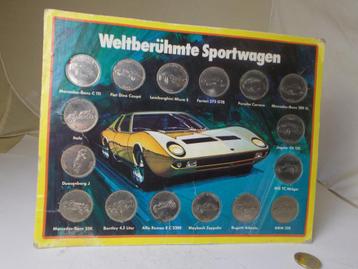 Weltberühmte Sportwagen
Mercedes-Benz C 111
Fiat Dino Coupé
Lamborghini Miura S
Ferrari 275 GTB
Porsche Carrera
Mercedes-Benz 300 SL
Isota
Jaguar XK 120
Duesenberg J
MG TC Midget
Mercedes-Benz SSK
Bentley 4,5 Liter
Alfa Romeo 8 C 2300
Maybach Zeppelin
Bugatti Atlantic
BMW 328